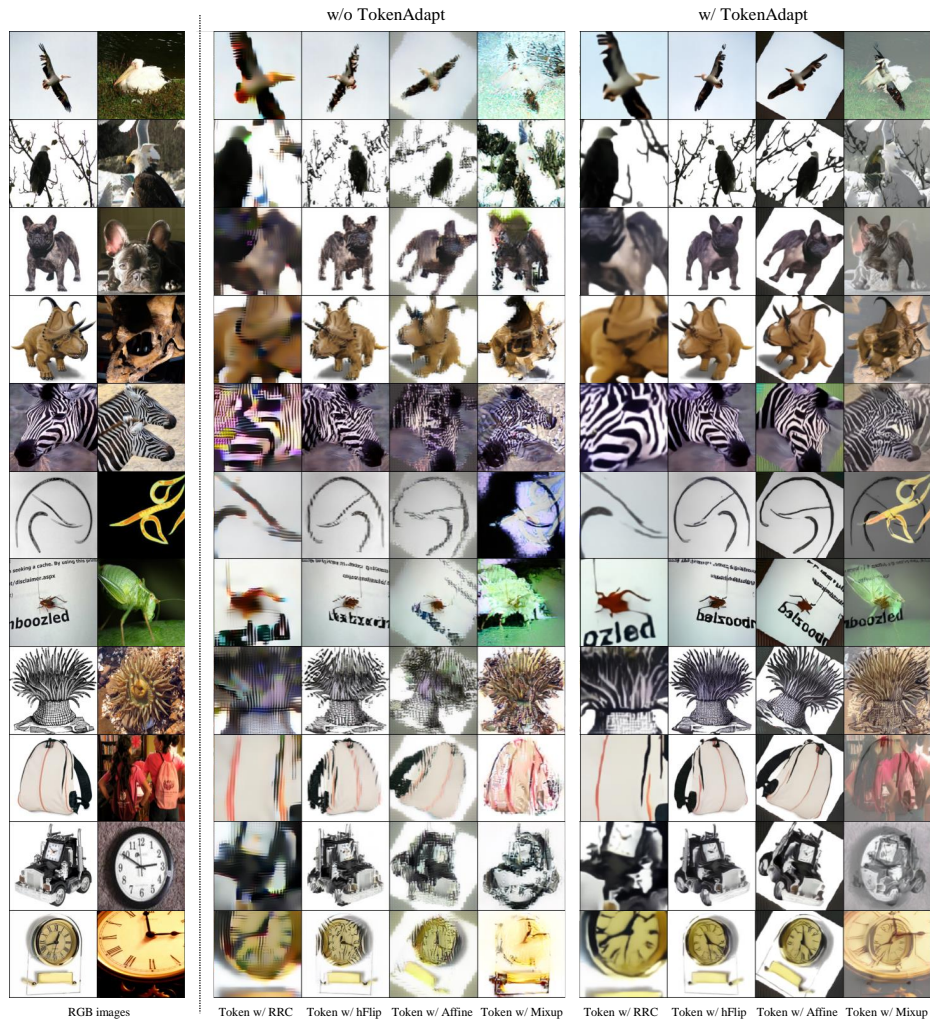 w/o TokenAdapt
w/ TokenAdapt
seeking a cache. By using this
t/disclaimer.aspx
nboozled
ozled
RGB images
Token w/ RRC
Token w/ hFlip
Token w/ Affine
Token w/ Mixup
Token w/ RRC
Token w/ hFlip
Token w/ Affine
Token w/ Mixup